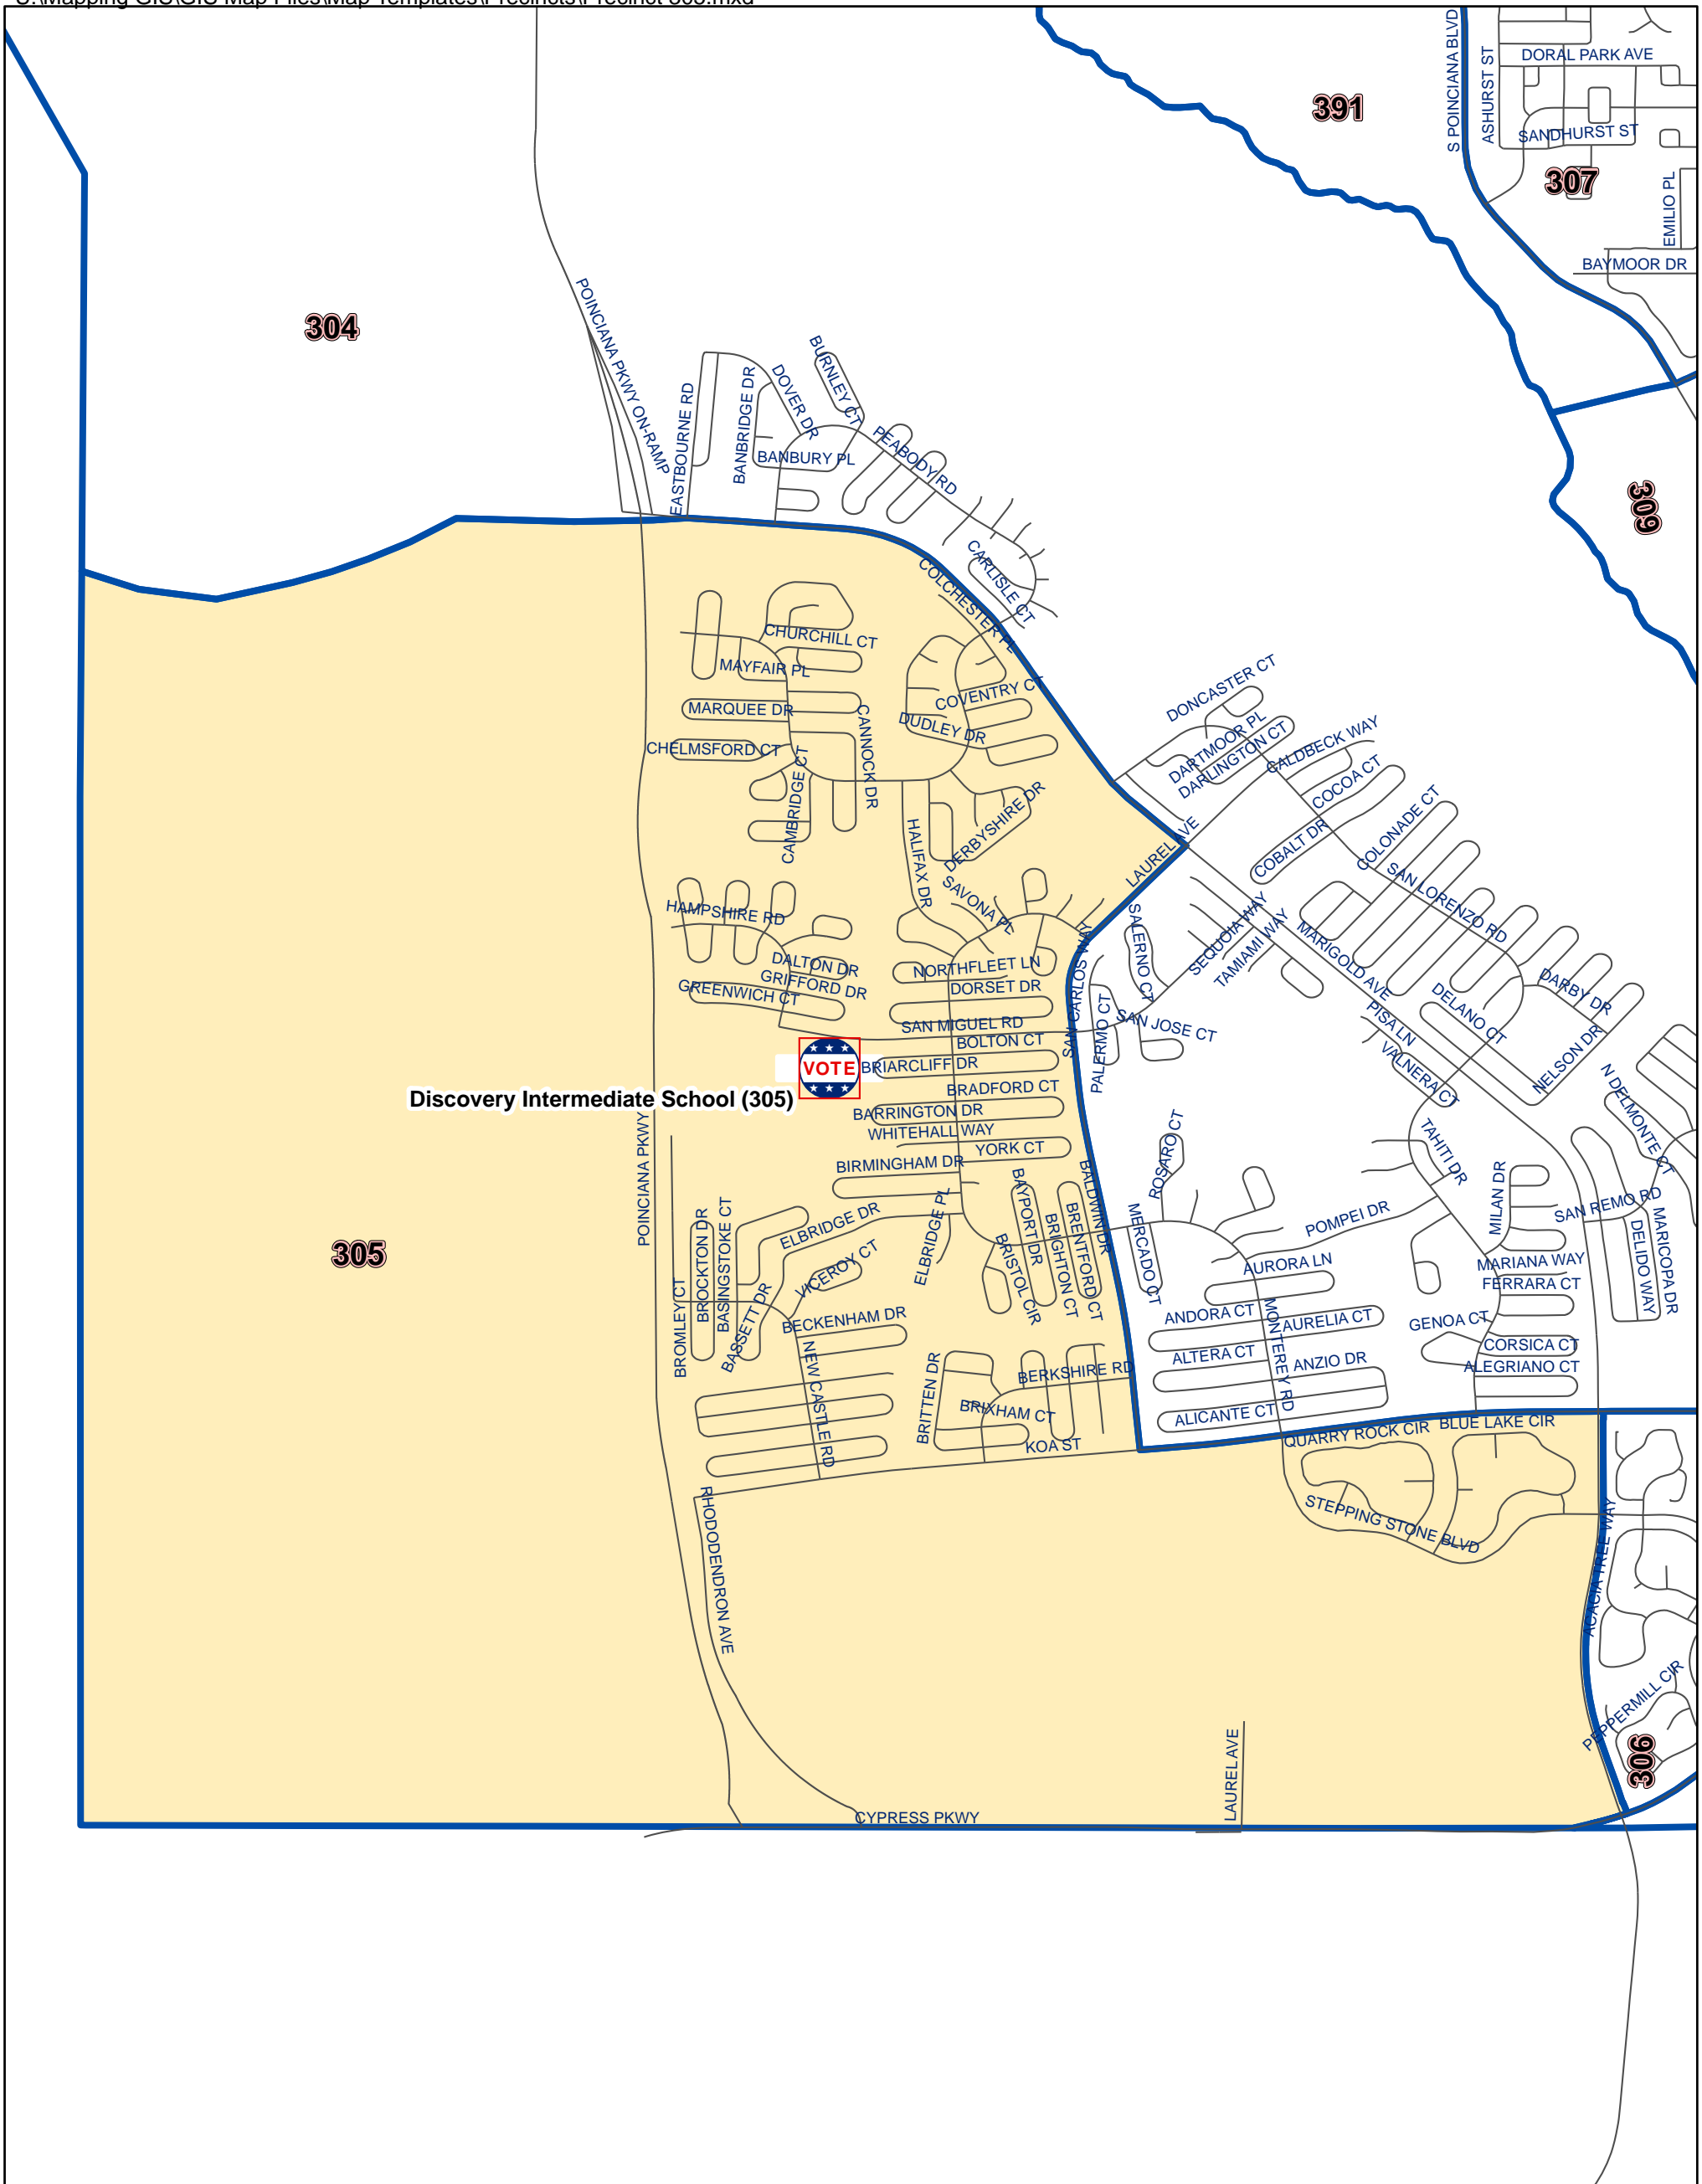 S POINCIANA BLVD
ASHURST ST
DORAL PARK AVE
391
SANDHURST ST
307
EMILIO PL
BAYMOOR DR
304
POINCIANA PKWY ON-RAMP
EASTBOURNE RD
BANBRIDGE DR
DOVER DR
BURNLEY CT
BANBURY PL
PEABODY RD
309
CARLISLE CT
COLCHESTER PL
CHURCHILL CT
MAYFAIR PL
MARQUEE DR
CHELMSFORD CT
CANNOCK DR
CAMBRIDGE CT
COVENTRY CT
DUDLEY DR
DONCASTER CT
DARTMOOR PL
DARLINGTON CT
CALDBECK WAY
COCOA CT
COBALT DR
COLONADE CT
DERBYSHIRE DR
HALIFAX DR
SAVONA PL
LAUREL AVE
SAN LORENZO RD
HAMPSHIRE RD
DALTON DR
GRIFFORD DR
GREENWICH CT
NORTHFLEET LN
DORSET DR
SAN CARLOS WAY
SALERNO CT
SEQUOIA WAY
TAMIAMI WAY
MARIGOLD AVE
DARBY DR
DELANO CT
PISA LN
VALNERA CT
NELSON DR
N DELMONTE CT
SAN MIGUEL RD
BOLTON CT
PALERMO CT
SAN JOSE CT
VOTE
BRIARCLIFF DR
BRADFORD CT
Discovery Intermediate School (305)
BARRINGTON DR
WHITEHALL WAY
YORK CT
BIRMINGHAM DR
POINCIANA PKWY
ROSARO CT
TAHITI DR
MILAN DR
SAN REMO RD
MARICOPA DR
DELIDO WAY
305
BROCKTON DR
BASINGSTOKE CT
ELBRIDGE DR
ELBRIDGE PL
BAYPORT DR
BRIGHTON CT
BRENTFORD CT
BALDWIN DR
BRISTOL CIR
MERCADO CT
POMPEI DR
AURORA LN
MARIANA WAY
FERRARA CT
VICEROY CT
BROMLEY CT
BASSETT DR
BECKENHAM DR
ANDORA CT
MONTEREY RD
AURELIA CT
GENOA CT
CORSICA CT
ALTERA CT
ANZIO DR
ALEGRIANO CT
NEW CASTLE RD
BRITTEN DR
BERKSHIRE RD
BRIXHAM CT
ALICANTE CT
KOA ST
QUARRY ROCK CIR
BLUE LAKE CIR
STEPPING STONE BLVD
RHODODENDRON AVE
ACACIA TREE WAY
PEPPERMILL CIR
306
LAUREL AVE
CYPRESS PKWY